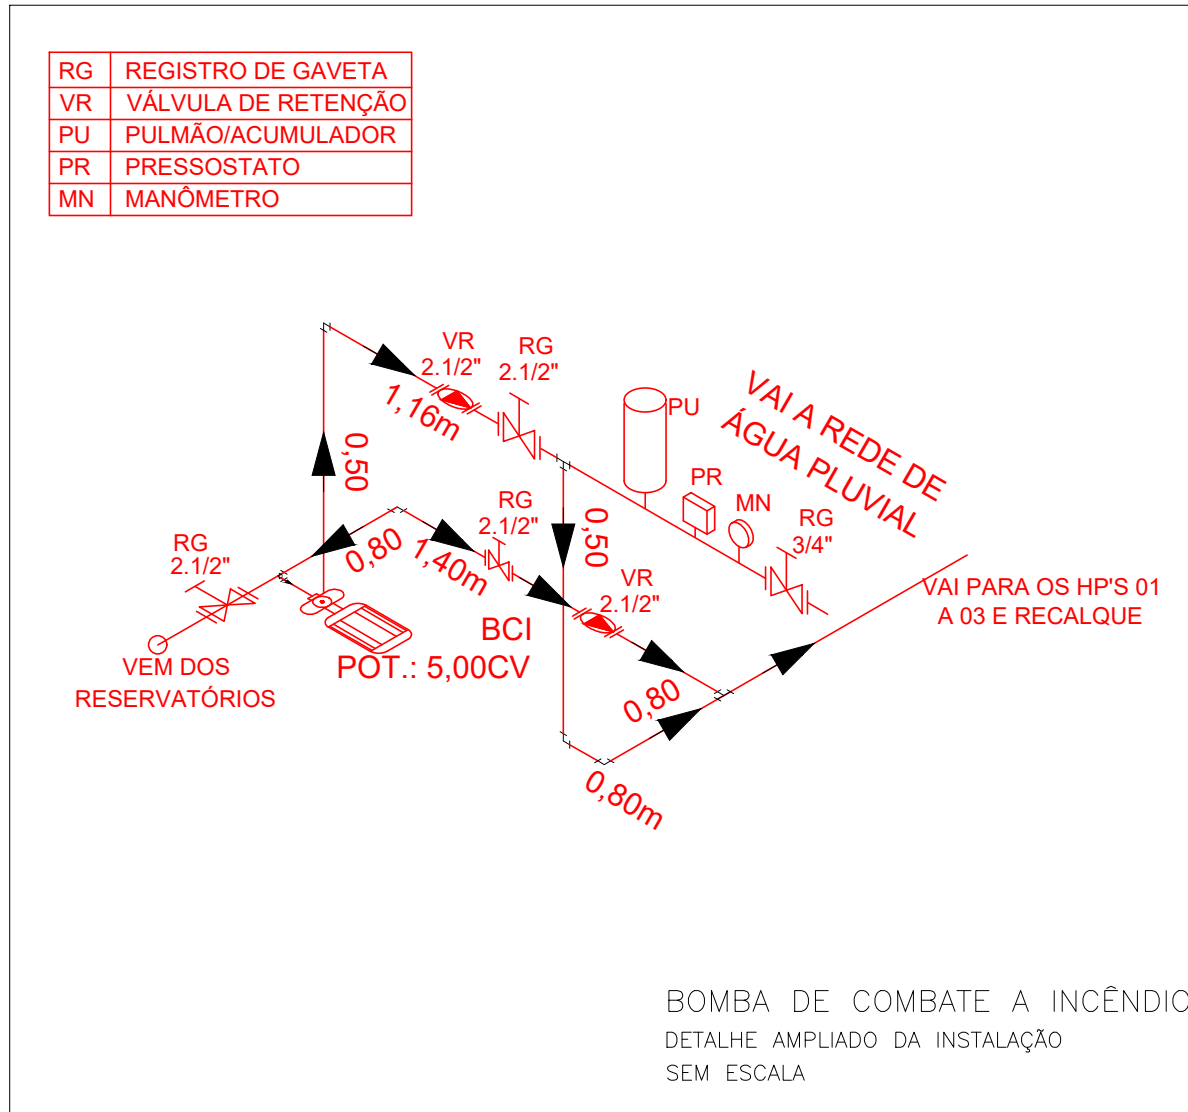 RG REGISTRO DE GAVETA
VR VÁLVULA DE RETENÇÃO
PU PULMÃO/ACUMULADOR
PR PRESSOSTATO
MN MANÔMETRO
VR
2.1/2"
RG
2.1/2"
1,16m
PU
VAI A REDE DE
ÁGUA PLUVIAL
0,50
PR
MN
RG
3/4"
RG
2.1/2"
0,50
RG
2.1/2"
0,80
1,40m
VR
2.1/2"
VAI PARA OS HP'S 01
A 03 E RECALQUE
BCI
POT.: 5,00CV
VEM DOS
RESERVATÓRIOS
0,80
0,80m
BOMBA DE COMBATE A INCÊNDIO
DETALHE AMPLIADO DA INSTALAÇÃO
SEM ESCALA